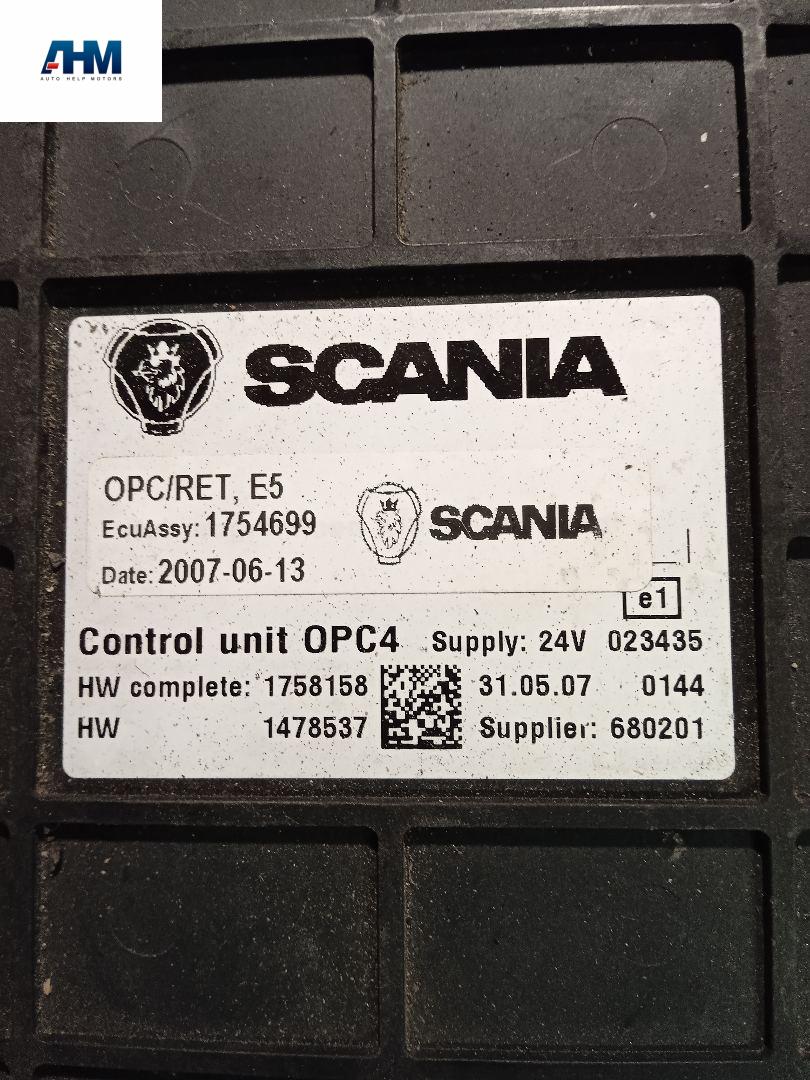 AHM
AUTO HELP MOTORS
SCANIA
OPC/RET, E5
EcuAssy: 1754699
SCANIA
Date: 2007-06-13
e1
Control unit OPC4 Supply: 24V 023435
HW complete: 1758158 31.05.07 0144
HW 1478537 Supplier: 680201